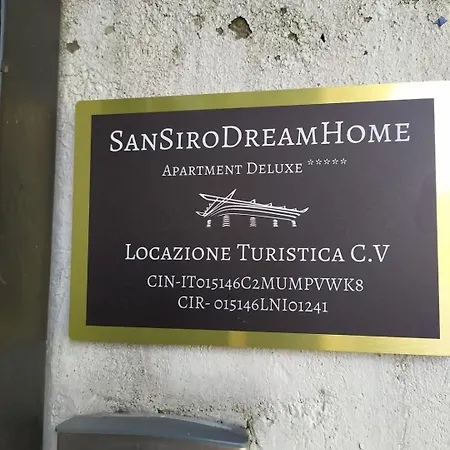 SanSiroDreamHome
Apartment Deluxe *****
Locazione Turistica C.V
CIN-IT015146C2MUMPVWK8
CIR- 015146LNI01241